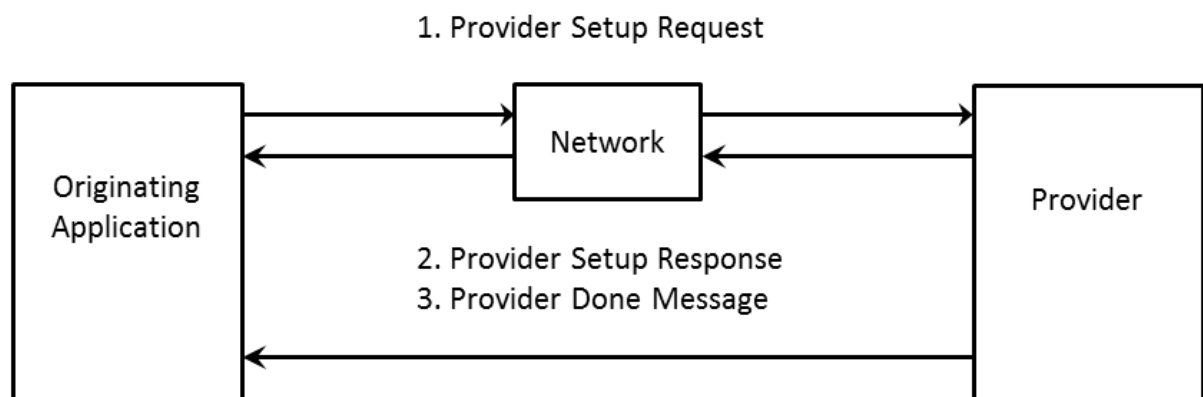 1. Provider Setup Request
Network
Originating
Application
Provider
2. Provider Setup Response
3. Provider Done Message